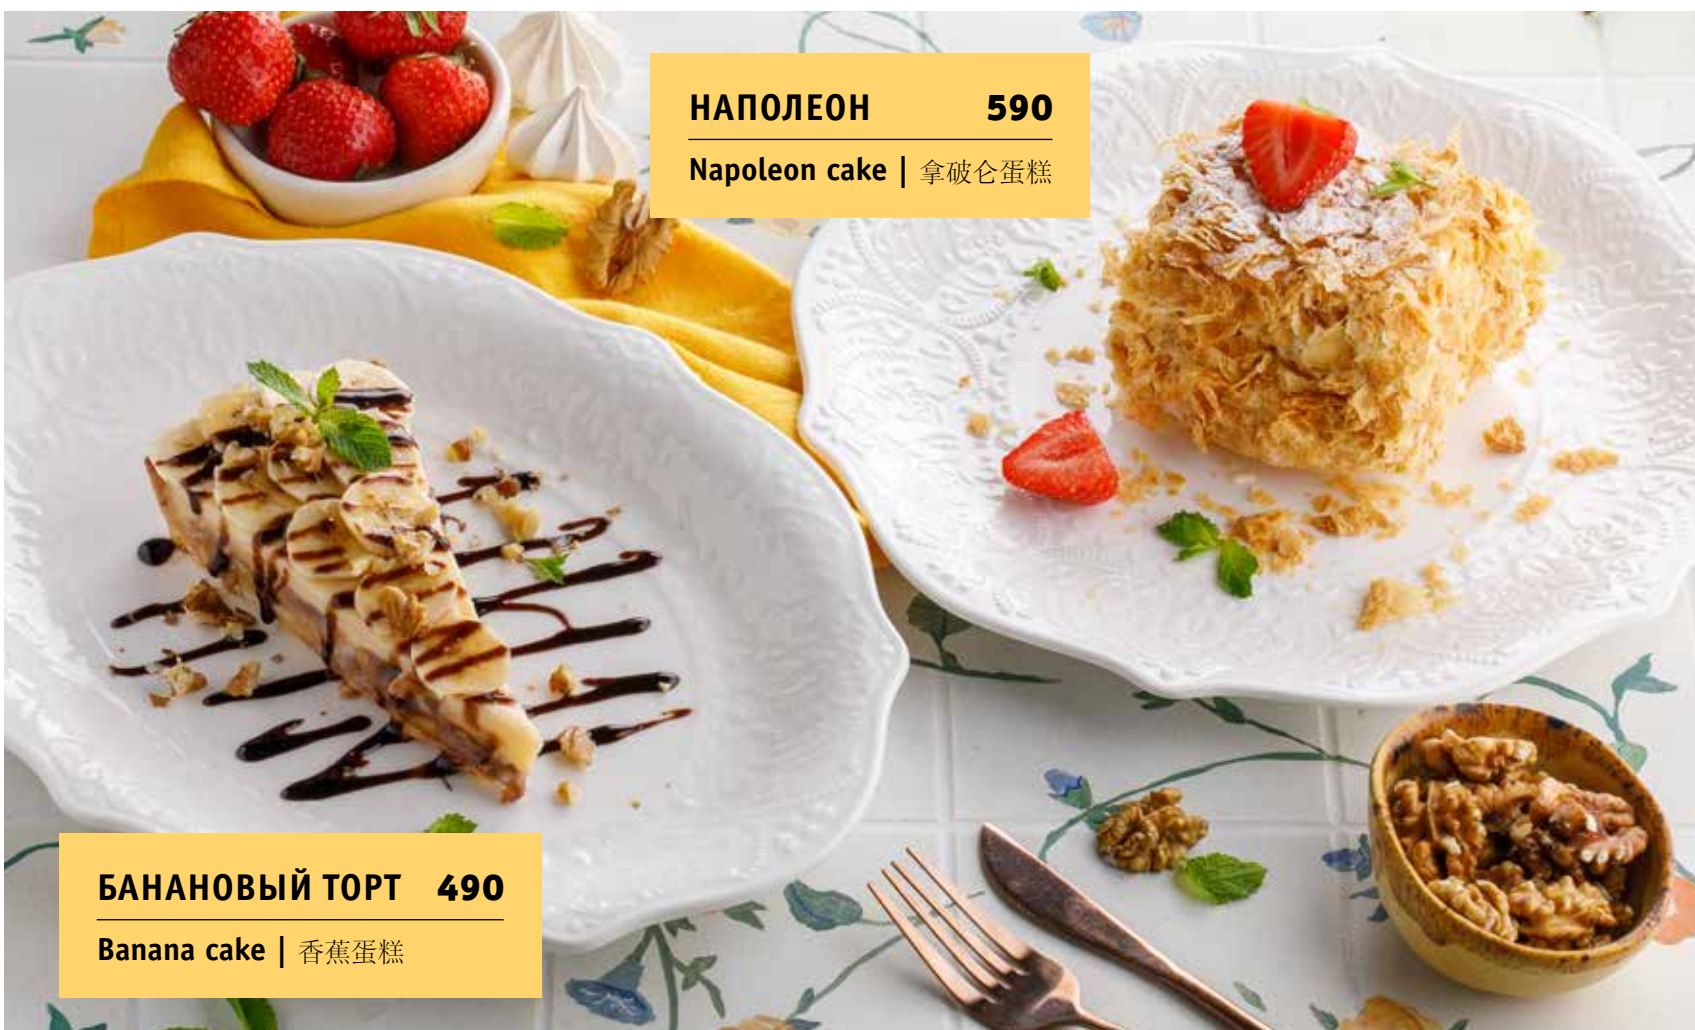 НАПОЛЕОН 590
Napoleon cake | 拿破仑蛋糕
БАНАНОВЫЙ ТОРТ 490
Banana cake | 香蕉蛋糕